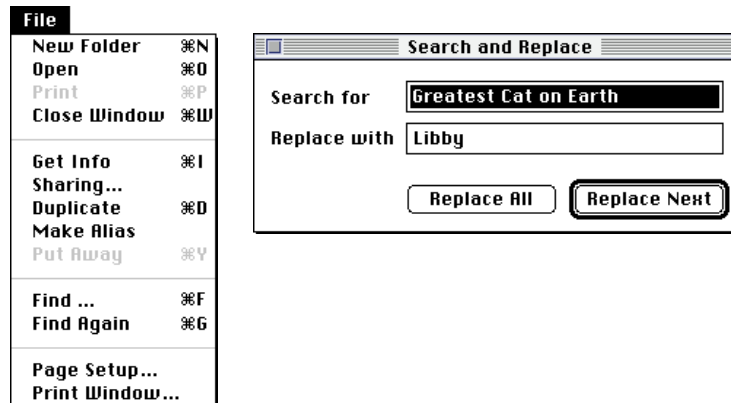 File
New Folder ⌘N
Open ⌘O
Print ⌘P
Close Window ⌘W
Get Info ⌘I
Sharing...
Duplicate ⌘D
Make Alias
Put Away ⌘Y
Find ... ⌘F
Find Again ⌘G
Page Setup...
Print Window...
Search and Replace
Search for Greatest Cat on Earth
Replace with Libby
Replace All Replace Next